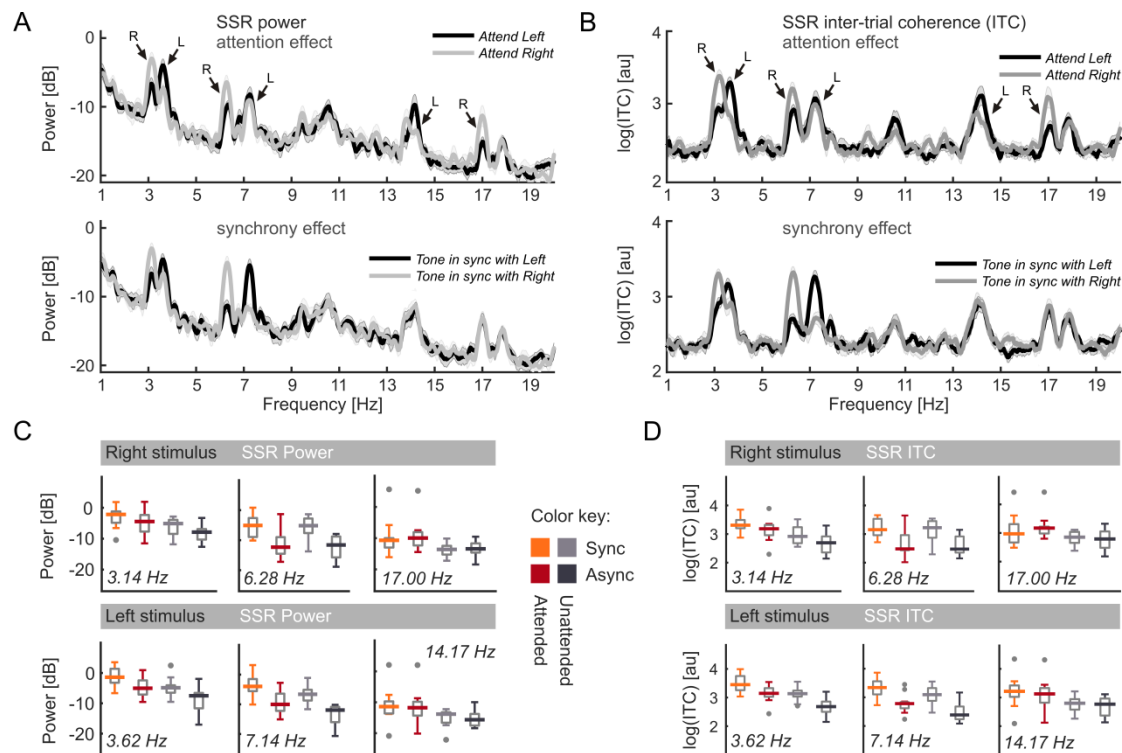 A
SSR power
attention effect
Attend Left
Attend Right
R
L
R
L
L
R
Power [dB]
0
-10
-20
1 3 5 7 9 11 13 15 17 19
synchrony effect
Tone in sync with Left
Tone in sync with Right
Power [dB]
0
-10
-20
1 3 5 7 9 11 13 15 17 19
Frequency [Hz]
B
SSR inter-trial coherence (ITC)
attention effect
Attend Left
Attend Right
R
L
R
L
L
R
log(ITC) [au]
4
3
2
1 3 5 7 9 11 13 15 17 19
synchrony effect
Tone in sync with Left
Tone in sync with Right
log(ITC) [au]
4
3
2
1 3 5 7 9 11 13 15 17 19
Frequency [Hz]
C
Right stimulus SSR Power
Power [dB]
0
-10
-20
3.14 Hz 6.28 Hz 17.00 Hz
Left stimulus SSR Power
Power [dB]
0
-10
-20
3.62 Hz 7.14 Hz 14.17 Hz
Color key:
Sync
Async
Attended
Unattended
D
Right stimulus SSR ITC
log(ITC) [au]
4
3
2
3.14 Hz 6.28 Hz 17.00 Hz
Left stimulus SSR ITC
log(ITC) [au]
4
3
2
3.62 Hz 7.14 Hz 14.17 Hz